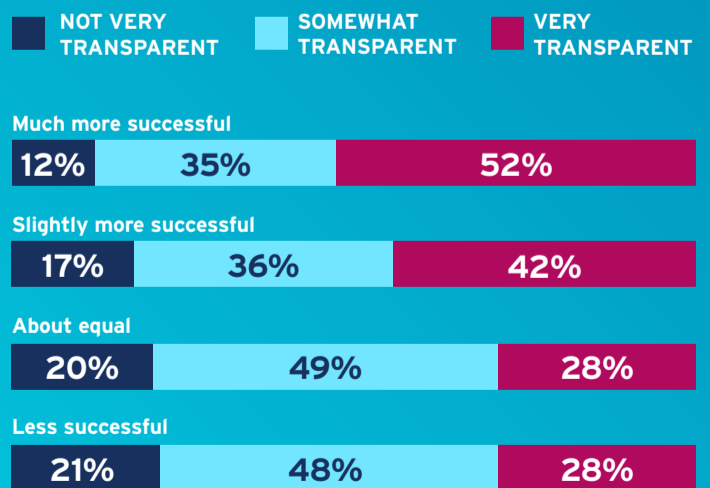 NOT VERY
TRANSPARENT
SOMEWHAT
TRANSPARENT
VERY
TRANSPARENT
Much more successful
12% 35% 52%
Slightly more successful
17% 36% 42%
About equal
20% 49% 28%
Less successful
21% 48% 28%